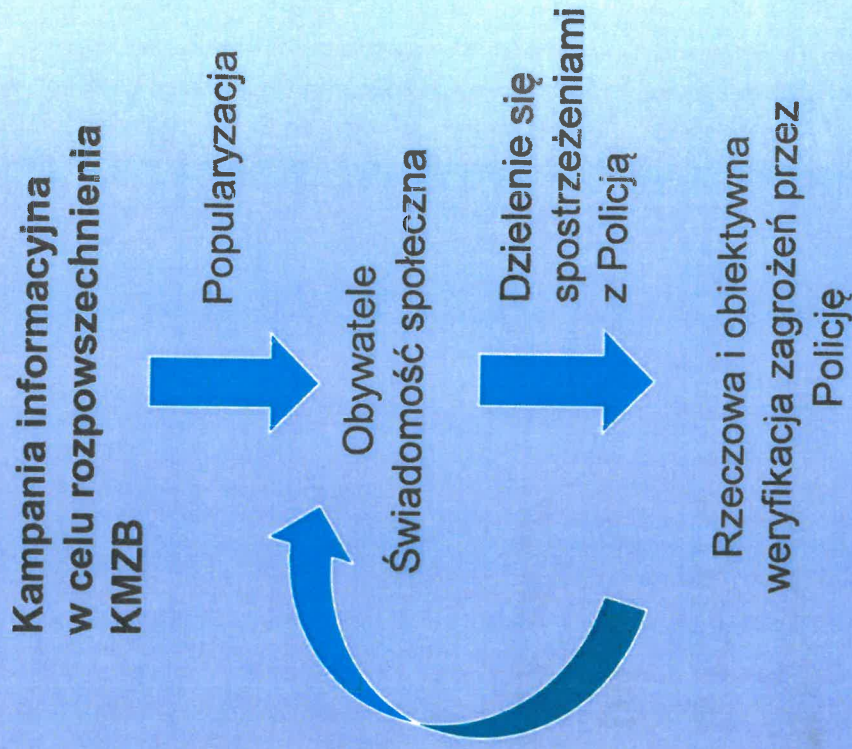 Kampania informacyjna
w celu rozpowszechnienia
KMZB
Popularyzacja
Obywatele
Świadomość społeczna
Dzielenie się
spostrzeżeniami
z Policją
Rzeczowa i obiektywna
weryfikacja zagrożeń przez
Policję